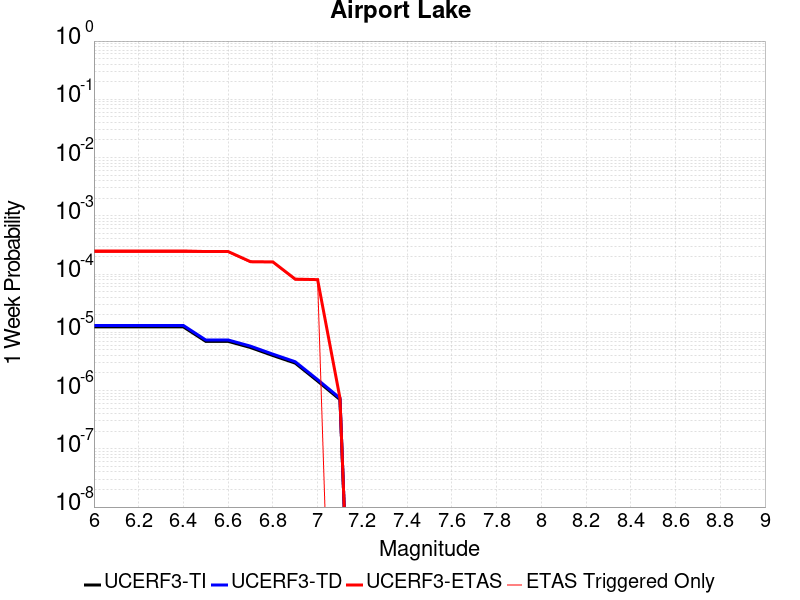 Airport Lake
10^0
10^-1
10^-2
10^-3
10^-4
10^-5
10^-6
10^-7
10^-8
1 Week Probability
6 6.2 6.4 6.6 6.8 7 7.2 7.4 7.6 7.8 8 8.2 8.4 8.6 8.8 9
Magnitude
UCERF3-TI UCERF3-TD UCERF3-ETAS ETAS Triggered Only